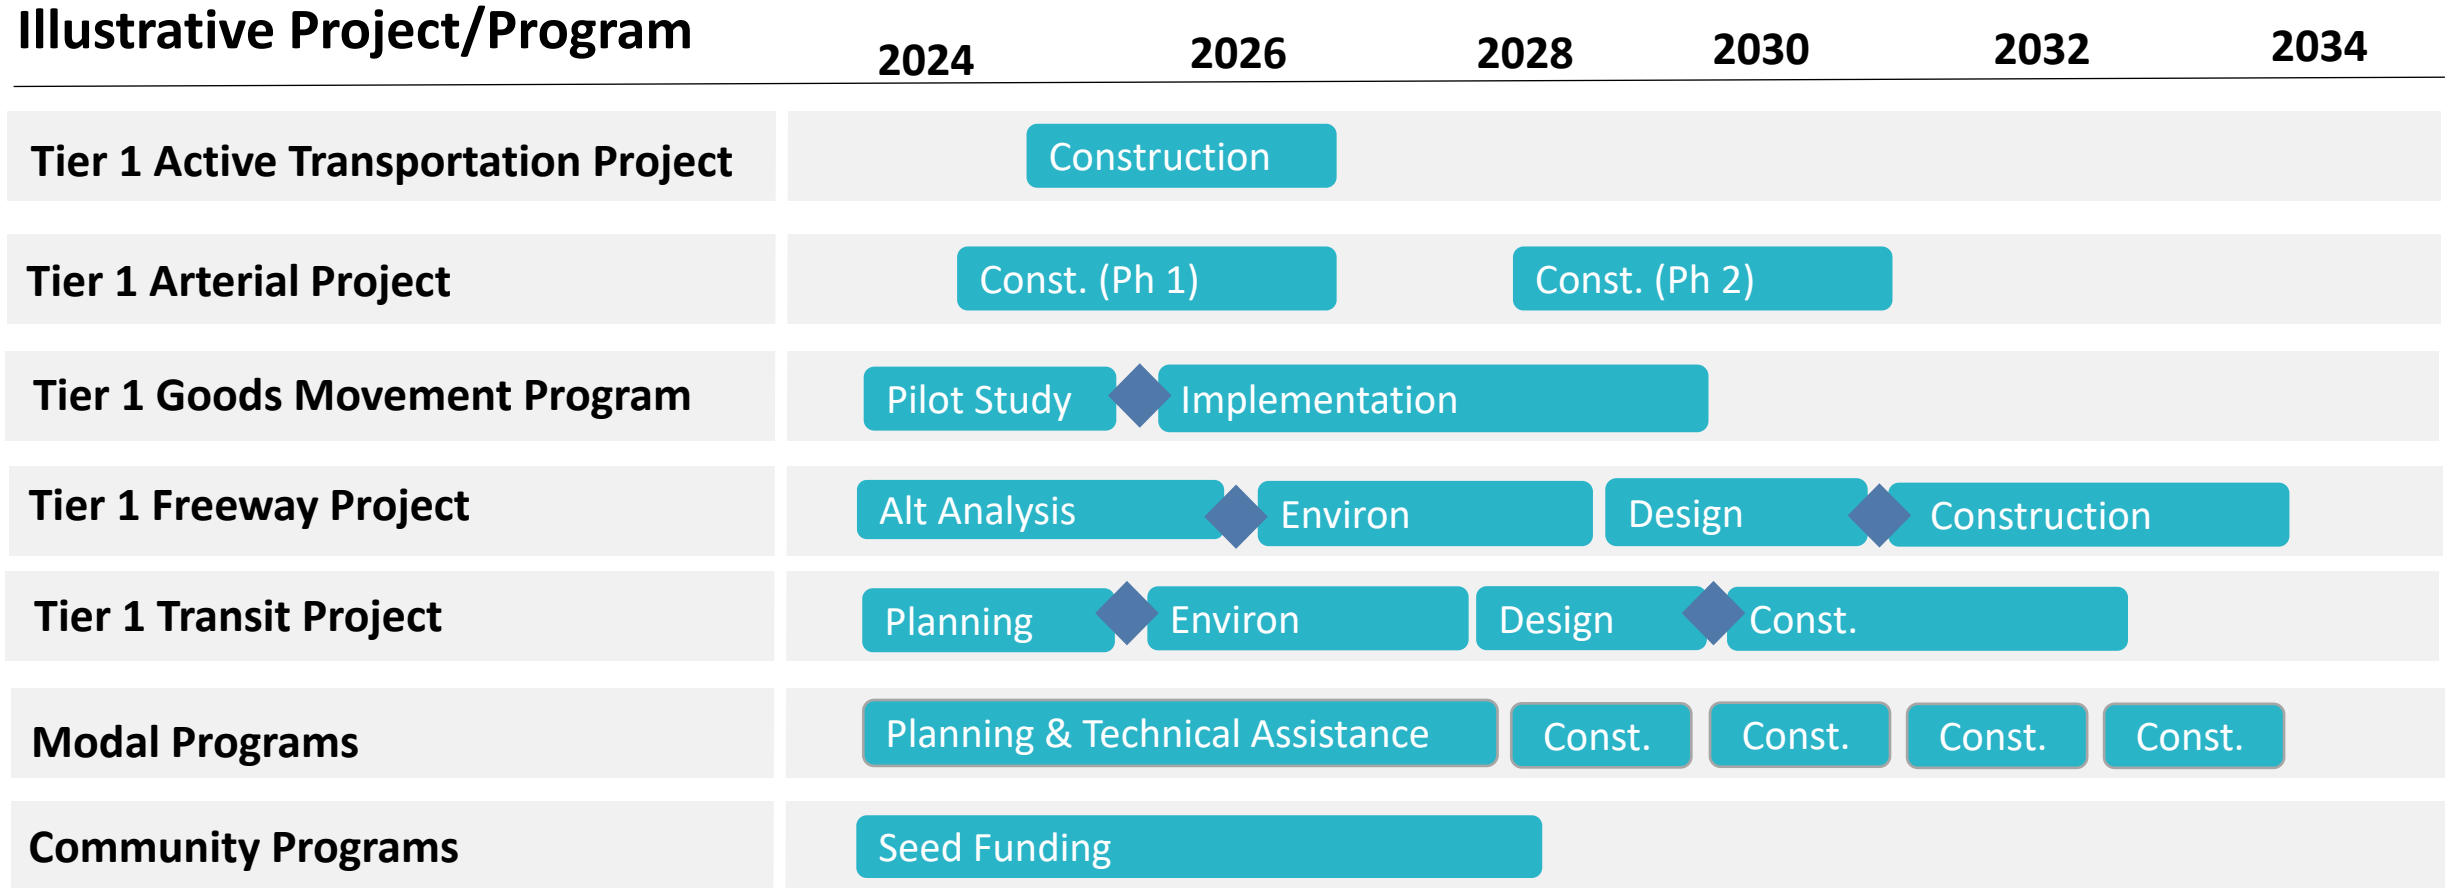 Illustrative Project/Program 2024 2026 2028 2030 2032 2034
Tier 1 Active Transportation Project Construction
Tier 1 Arterial Project Const. (Ph 1) Const. (Ph 2)
Tier 1 Goods Movement Program Pilot Study Implementation
Tier 1 Freeway Project Alt Analysis Environ Design Construction
Tier 1 Transit Project Planning Environ Design Const.
Modal Programs Planning & Technical Assistance Const. Const. Const. Const.
Community Programs Seed Funding